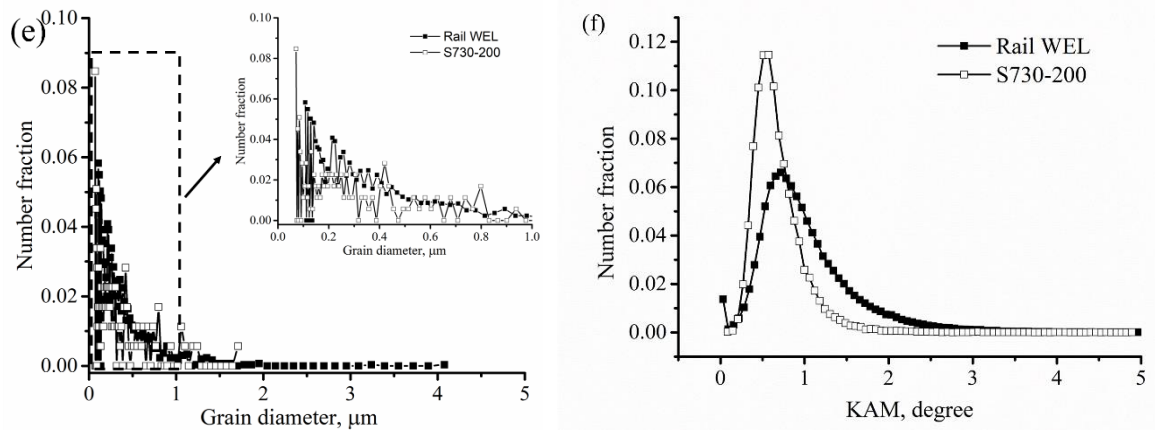 (e)
0.10
0.08
0.06
0.04
0.02
0.00
Number fraction
0 1 2 3 4 5
Grain diameter, μm
0.10
0.08
0.06
0.04
0.02
0.00
Number fraction
Rail WEL
S730-200
0.0 0.2 0.4 0.6 0.8 1.0
Grain diameter, μm
(f)
0.12
0.10
0.08
0.06
0.04
0.02
0.00
Number fraction
Rail WEL
S730-200
0 1 2 3 4 5
KAM, degree